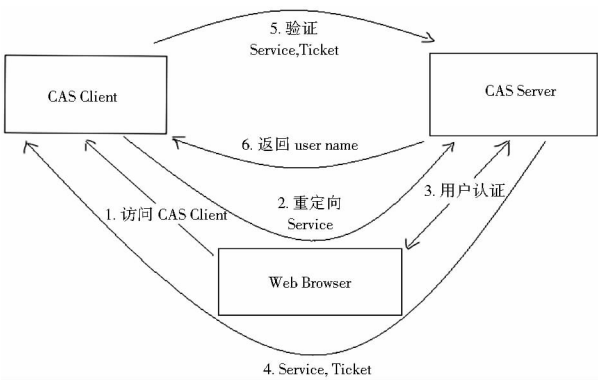 5. 验证
Service,Ticket
CAS Client
CAS Server
6. 返回 user name
3. 用户认证
2. 重定向
Service
1. 访问 CAS Client
Web Browser
4. Service, Ticket